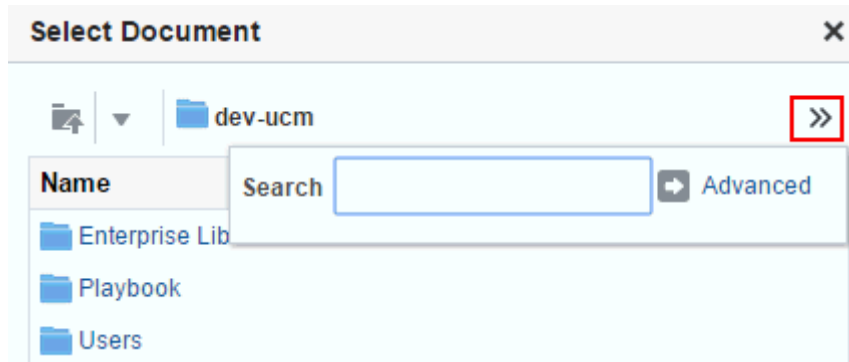 Select Document
dev-ucm
Name
Search
Advanced
Enterprise Lib
Playbook
Users